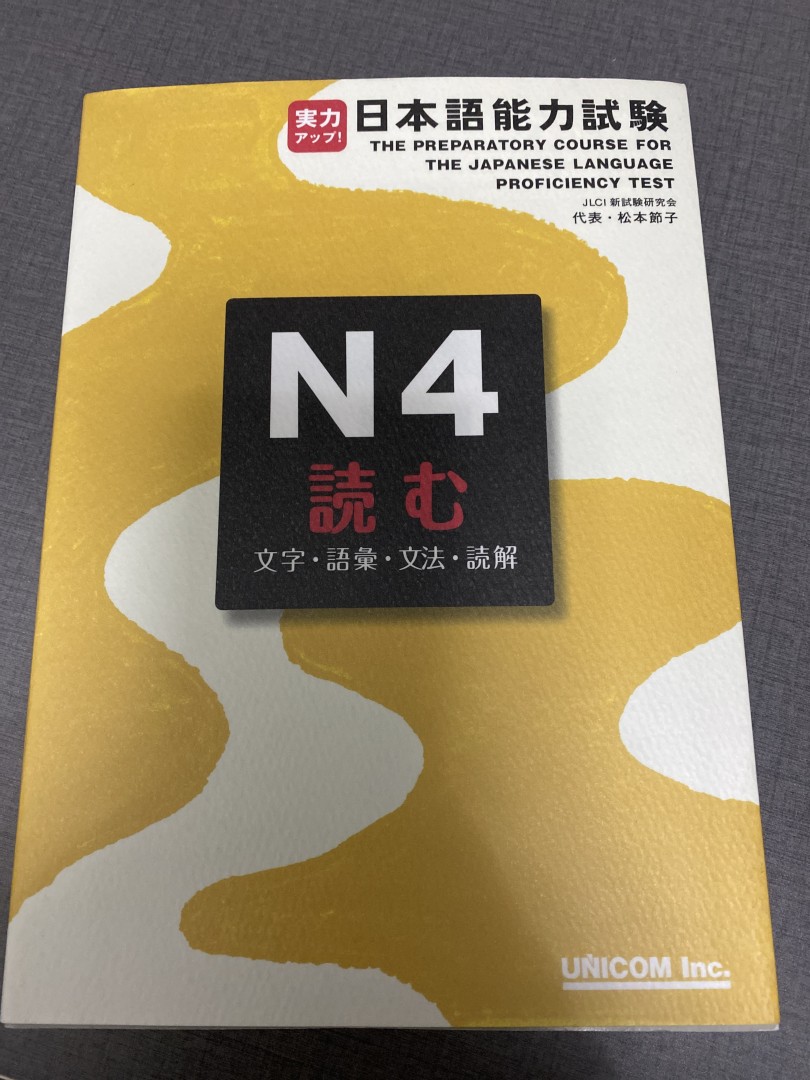 実力
アップ!
日本語能力試験
THE PREPARATORY COURSE FOR
THE JAPANESE LANGUAGE
PROFICIENCY TEST
JLCI 新試験研究会
代表・松本節子
N4
読む
文字・語彙・文法・読解
UNICOM Inc.